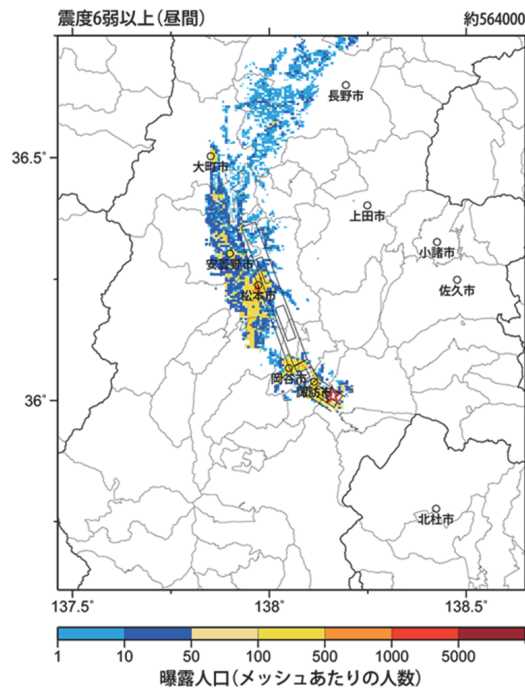 震度6弱以上（昼間） 約564000
長野市
36.5°
大町市
上田市
小諸市
安曇野市
佐久市
松本市
岡谷市
諏訪市
36°
北杜市
137.5° 138° 138.5°
1 10 50 100 500 1000 5000
曝露人口（メッシュあたりの人数）